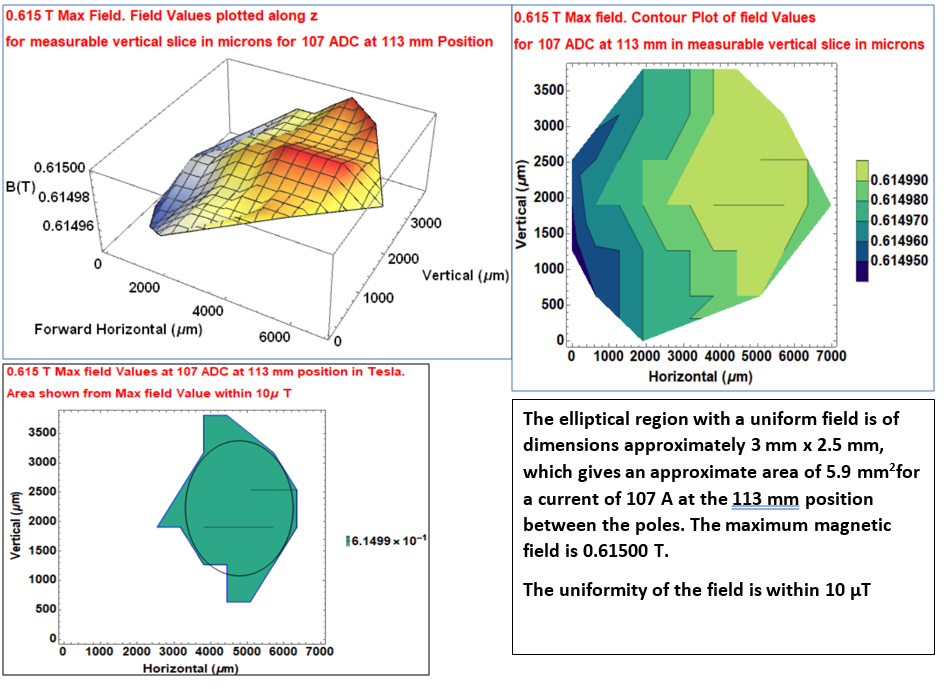 0.615 T Max Field. Field Values plotted along z
for measurable vertical slice in microns for 107 ADC at 113 mm Position
0.61500
B(T)
0.61498
0.61496
0
2000
4000
6000
Forward Horizontal (μm)
0
1000
2000
3000
Vertical (μm)
0.615 T Max field. Contour Plot of field Values
for 107 ADC at 113 mm in measurable vertical slice in microns
3500
3000
2500
2000
1500
1000
500
0
Vertical (μm)
0 1000 2000 3000 4000 5000 6000 7000
Horizontal (μm)
0.614990
0.614980
0.614970
0.614960
0.614950
0.615 T Max field Values at 107 ADC at 113 mm position in Tesla.
Area shown from Max field Value within 10μ T
3500
3000
2500
2000
1500
1000
500
0
Vertical (μm)
0 1000 2000 3000 4000 5000 6000 7000
Horizontal (μm)
6.1499 × 10⁻¹
The elliptical region with a uniform field is of
dimensions approximately 3 mm x 2.5 mm,
which gives an approximate area of 5.9 mm²for
a current of 107 A at the 113 mm position
between the poles. The maximum magnetic
field is 0.61500 T.
The uniformity of the field is within 10 μT